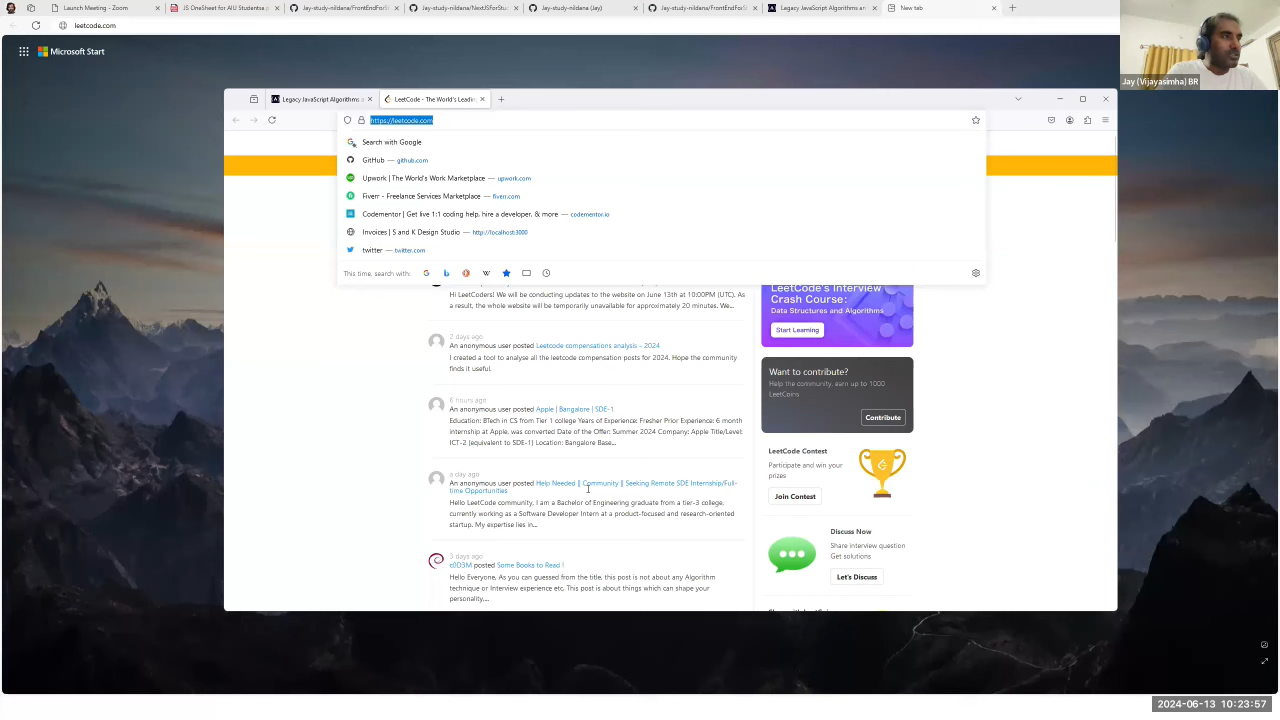 Launch Meeting - Zoom
JS OneSheet for AIU Studentsa.p
Jay-study-nildana/FrontEndForS
Jay-study-nildana/NextJSForStu
Jay-study-nildana (Jay)
Jay-study-nildana/FrontEndForS
Legacy JavaScript Algorithms an
New tab
leetcode.com
Microsoft Start
Jay (Vijayasimha) BR
Legacy JavaScript Algorithms a
LeetCode - The World's Leadin
https://leetcode.com
Search with Google
GitHub — github.com
Upwork | The World's Work Marketplace — upwork.com
Fiverr - Freelance Services Marketplace — fiverr.com
Codementor | Get live 1:1 coding help, hire a developer, & more — codementor.io
Invoices | S and K Design Studio — http://localhost:3000
twitter — twitter.com
This time, search with:
Hi LeetCoders! We will be conducting updates to the website on June 13th at 10:00PM (UTC). As
a result, the whole website will be temporarily unavailable for approximately 20 minutes. We...
2 days ago
An anonymous user posted Leetcode compensations analysis - 2024
I created a tool to analyse all the leetcode compensation posts for 2024. Hope the community
finds it useful.
6 hours ago
An anonymous user posted Apple | Bangalore | SDE-1
Education: BTech in CS from Tier 1 college Years of Experience: Fresher Prior Experience: 6 month
internship at Apple, was converted Date of the Offer: Summer 2024 Company: Apple Title/Level:
ICT-2 (equivalent to SDE-1) Location: Bangalore Base...
a day ago
An anonymous user posted Help Needed || Community || Seeking Remote SDE Internship/Full-
time Opportunities
Hello LeetCode community, I am a Bachelor of Engineering graduate from a tier-3 college,
currently working as a Software Developer Intern at a product-focused and research-oriented
startup. My expertise lies in...
3 days ago
c0D3M posted Some Books to Read !
Hello Everyone, As you can guessed from the title, this post is not about any Algorithm
technique or Interview experience etc. This post is about things which can shape your
personality....
LeetCode's Interview
Crash Course:
Data Structures and Algorithms
Start Learning
Want to contribute?
Help the community, earn up to 1000
LeetCoins
Contribute
LeetCode Contest
Participate and win your
prizes
Join Contest
Discuss Now
Share interview question
Get solutions
Let's Discuss
2024-06-13 10:23:57